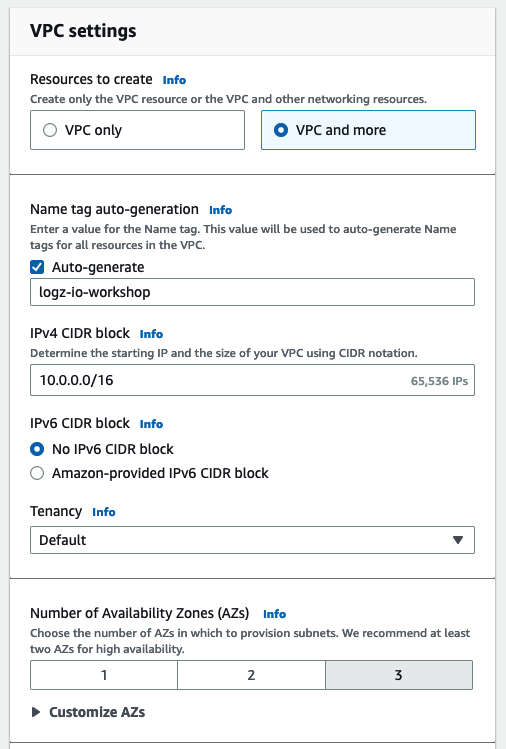 VPC settings
Resources to create Info
Create only the VPC resource or the VPC and other networking resources.
VPC only
VPC and more
Name tag auto-generation Info
Enter a value for the Name tag. This value will be used to auto-generate Name
tags for all resources in the VPC.
Auto-generate
logz-io-workshop
IPv4 CIDR block Info
Determine the starting IP and the size of your VPC using CIDR notation.
10.0.0.0/16 65,536 IPs
IPv6 CIDR block Info
No IPv6 CIDR block
Amazon-provided IPv6 CIDR block
Tenancy Info
Default
Number of Availability Zones (AZs) Info
Choose the number of AZs in which to provision subnets. We recommend at least
two AZs for high availability.
1 2 3
Customize AZs